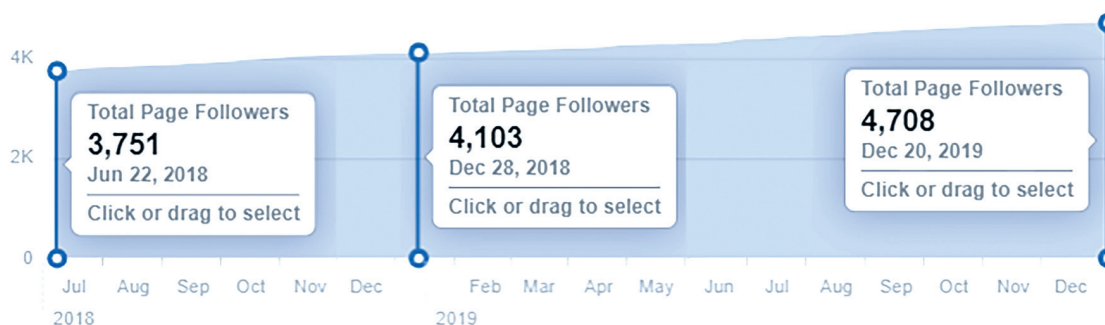 4K
2K
0
Total Page Followers
3,751
Jun 22, 2018
Click or drag to select
Total Page Followers
4,103
Dec 28, 2018
Click or drag to select
Total Page Followers
4,708
Dec 20, 2019
Click or drag to select
Jul Aug Sep Oct Nov Dec Feb Mar Apr May Jun Jul Aug Sep Oct Nov Dec
2018 2019